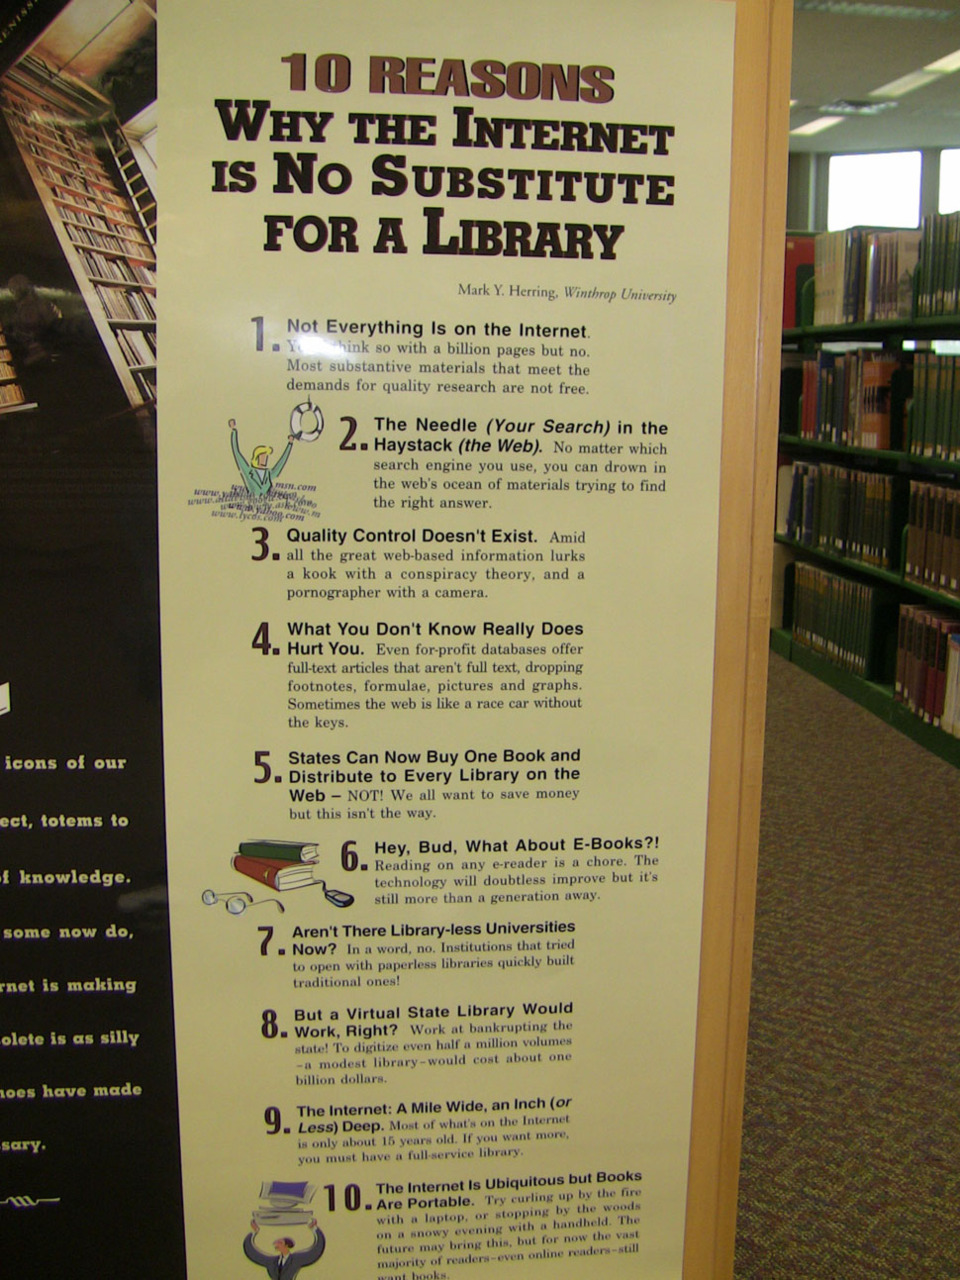 10 REASONS
WHY THE INTERNET
IS NO SUBSTITUTE
FOR A LIBRARY
Mark Y. Herring, Winthrop University
1. Not Everything Is on the Internet.
think so with a billion pages but no.
Most substantive materials that meet the
demands for quality research are not free.
2. The Needle (Your Search) in the
Haystack (the Web). No matter which
search engine you use, you can drown in
the web's ocean of materials trying to find
the right answer.
www.lycos.com
3. Quality Control Doesn't Exist. Amid
all the great web-based information lurks
a kook with a conspiracy theory, and a
pornographer with a camera.
4. What You Don't Know Really Does
Hurt You. Even for-profit databases offer
full-text articles that aren't full text, dropping
footnotes, formulae, pictures and graphs.
Sometimes the web is like a race car without
the keys.
5. States Can Now Buy One Book and
Distribute to Every Library on the
Web – NOT! We all want to save money
but this isn't the way.
6. Hey, Bud, What About E-Books?!
Reading on any e-reader is a chore. The
technology will doubtless improve but it's
still more than a generation away.
7. Aren't There Library-less Universities
Now? In a word, no. Institutions that tried
to open with paperless libraries quickly built
traditional ones!
8. But a Virtual State Library Would
Work, Right? Work at bankrupting the
state! To digitize even half a million volumes
–a modest library–would cost about one
billion dollars.
9. The Internet: A Mile Wide, an Inch (or
Less) Deep. Most of what's on the Internet
is only about 15 years old. If you want more,
you must have a full-service library.
10. The Internet Is Ubiquitous but Books
Are Portable. Try curling up by the fire
with a laptop, or stopping by the woods
on a snowy evening with a handheld. The
future may bring this, but for now the vast
majority of readers–even online readers–still
want books.
icons of our
ect, totems to
f knowledge.
some now do,
rnet is making
olete is as silly
hoes have made
sary.